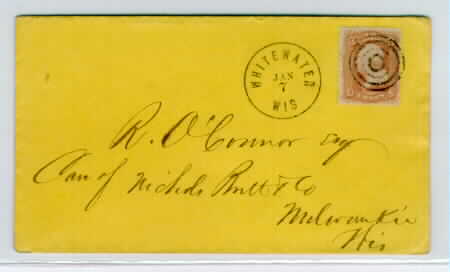 WHITEWATER
JAN
7
WIS
R. O'Connor Esq
Care of Nichols Britt & Co
Milwaukie
Wis